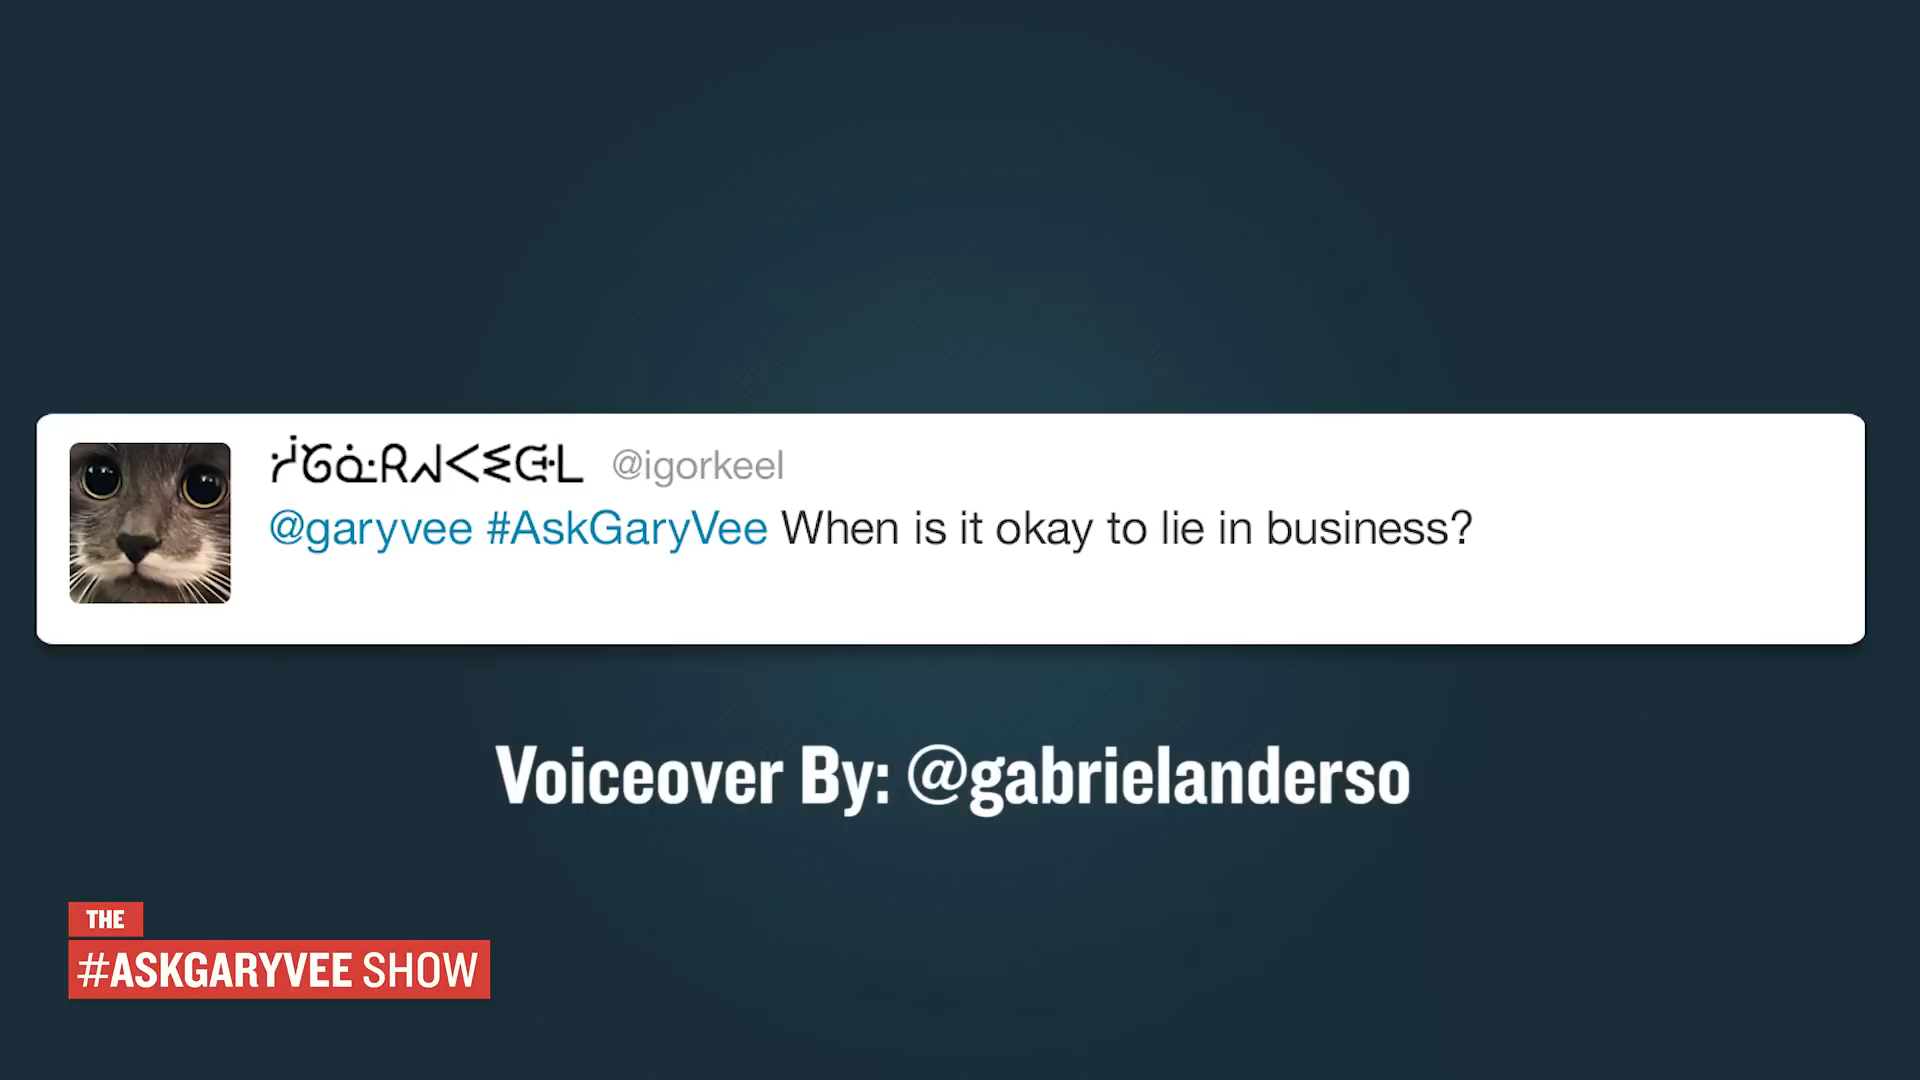 @igorkeel
@garyvee #AskGaryVee When is it okay to lie in business?
Voiceover By: @gabrielanderso
THE
#ASKGARYVEE SHOW